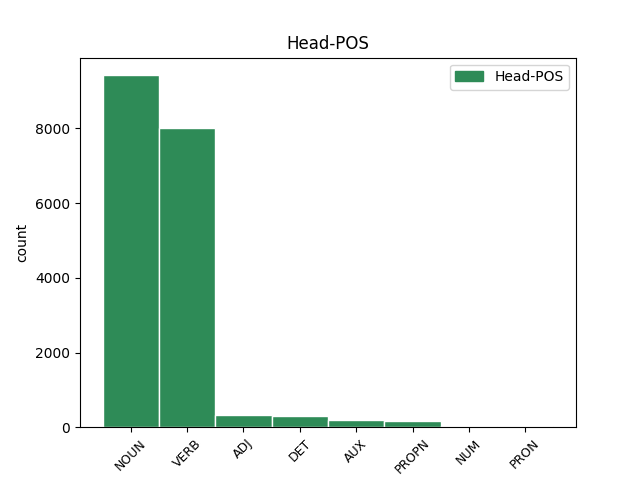 Head-POS
Head-POS
8000
6000
4000
2000
0
count
NOUN VERB ADJ DET AUX PROPN NUM PRON